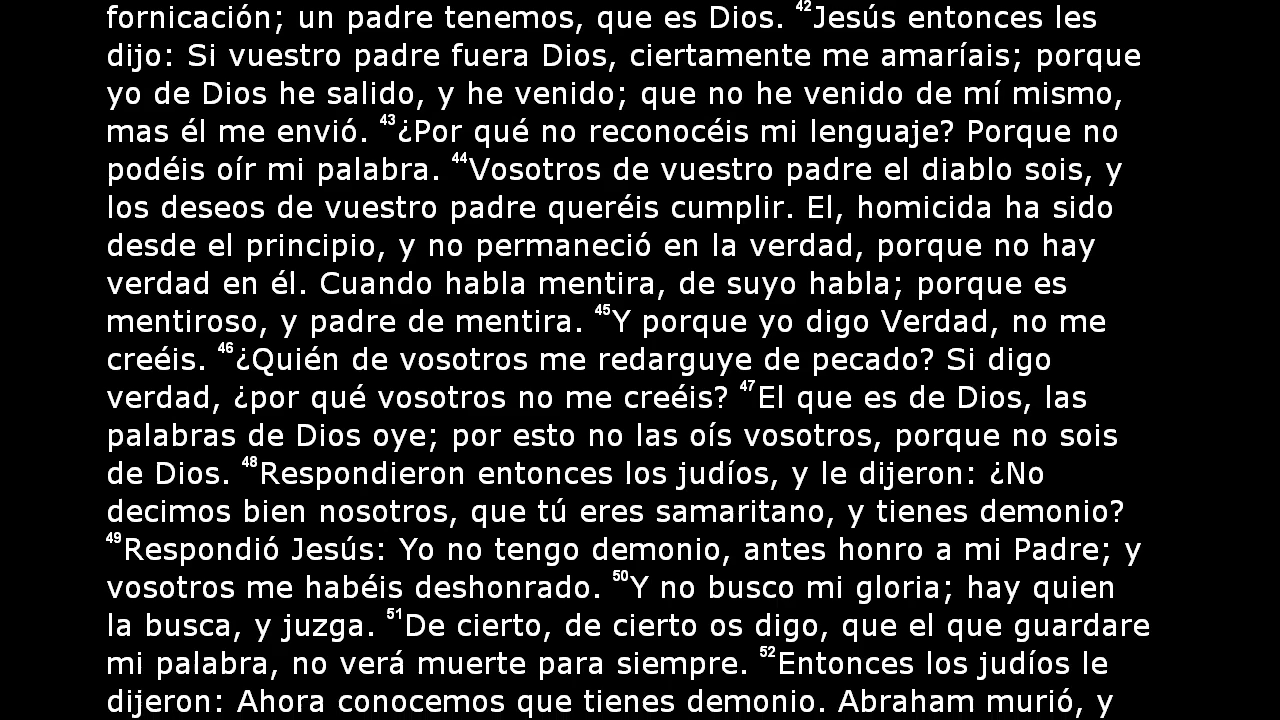 fornicación; un padre tenemos, que es Dios. 42Jesús entonces les
dijo: Si vuestro padre fuera Dios, ciertamente me amaríais; porque
yo de Dios he salido, y he venido; que no he venido de mí mismo,
mas él me envió. 43¿Por qué no reconocéis mi lenguaje? Porque no
podéis oír mi palabra. 44Vosotros de vuestro padre el diablo sois, y
los deseos de vuestro padre queréis cumplir. El, homicida ha sido
desde el principio, y no permaneció en la verdad, porque no hay
verdad en él. Cuando habla mentira, de suyo habla; porque es
mentiroso, y padre de mentira. 45Y porque yo digo Verdad, no me
creéis. 46¿Quién de vosotros me redarguye de pecado? Si digo
verdad, ¿por qué vosotros no me creéis? 47El que es de Dios, las
palabras de Dios oye; por esto no las oís vosotros, porque no sois
de Dios. 48Respondieron entonces los judíos, y le dijeron: ¿No
decimos bien nosotros, que tú eres samaritano, y tienes demonio?
49Respondió Jesús: Yo no tengo demonio, antes honro a mi Padre; y
vosotros me habéis deshonrado. 50Y no busco mi gloria; hay quien
la busca, y juzga. 51De cierto, de cierto os digo, que el que guardare
mi palabra, no verá muerte para siempre. 52Entonces los judíos le
dijeron: Ahora conocemos que tienes demonio. Abraham murió, y